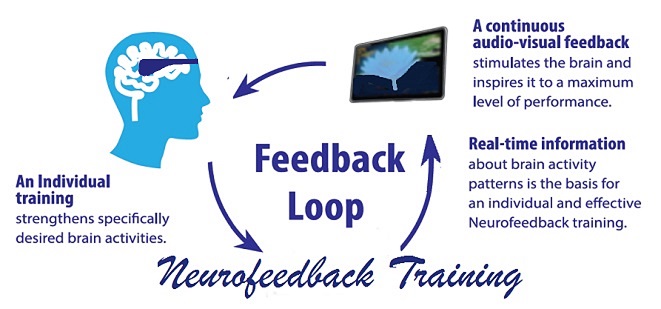 A continuous
audio-visual feedback
stimulates the brain and
inspires it to a maximum
level of performance.
Real-time information
about brain activity
patterns is the basis for
an individual and effective
Neurofeedback training.
Feedback
Loop
An Individual
training
strengthens specifically
desired brain activities.
Neurofeedback Training